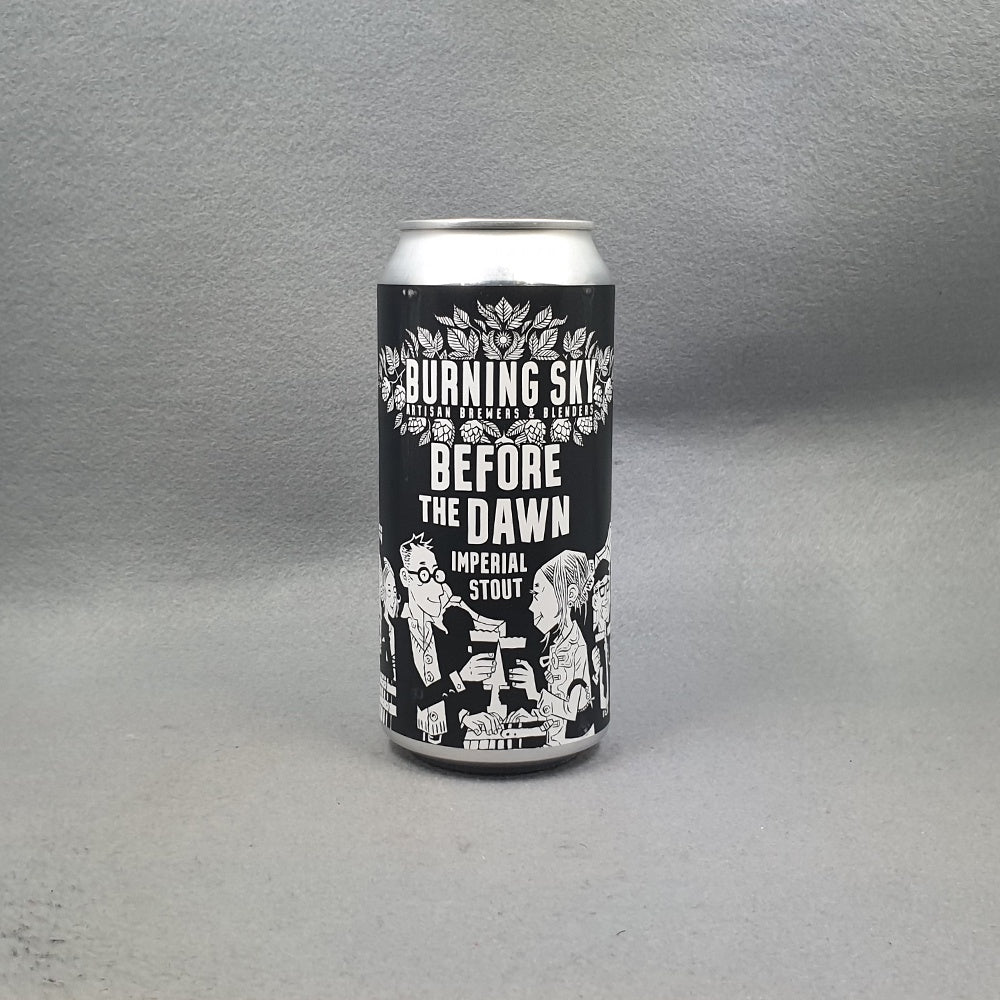 BURNING SKY
ARTISAN BREWERS & BLENDERS
BEFORE
THE DAWN
IMPERIAL
STOUT